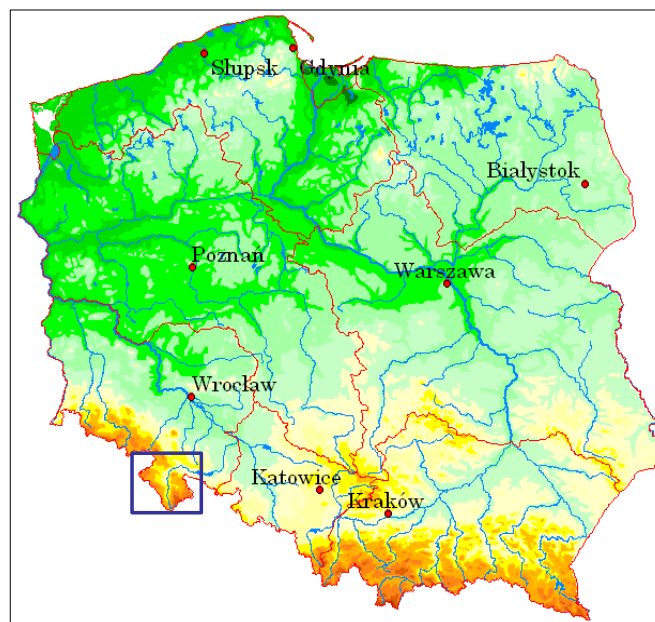 Słupsk
Gdynia
Białystok
Poznań
Warszawa
Wrocław
Katowice
Kraków